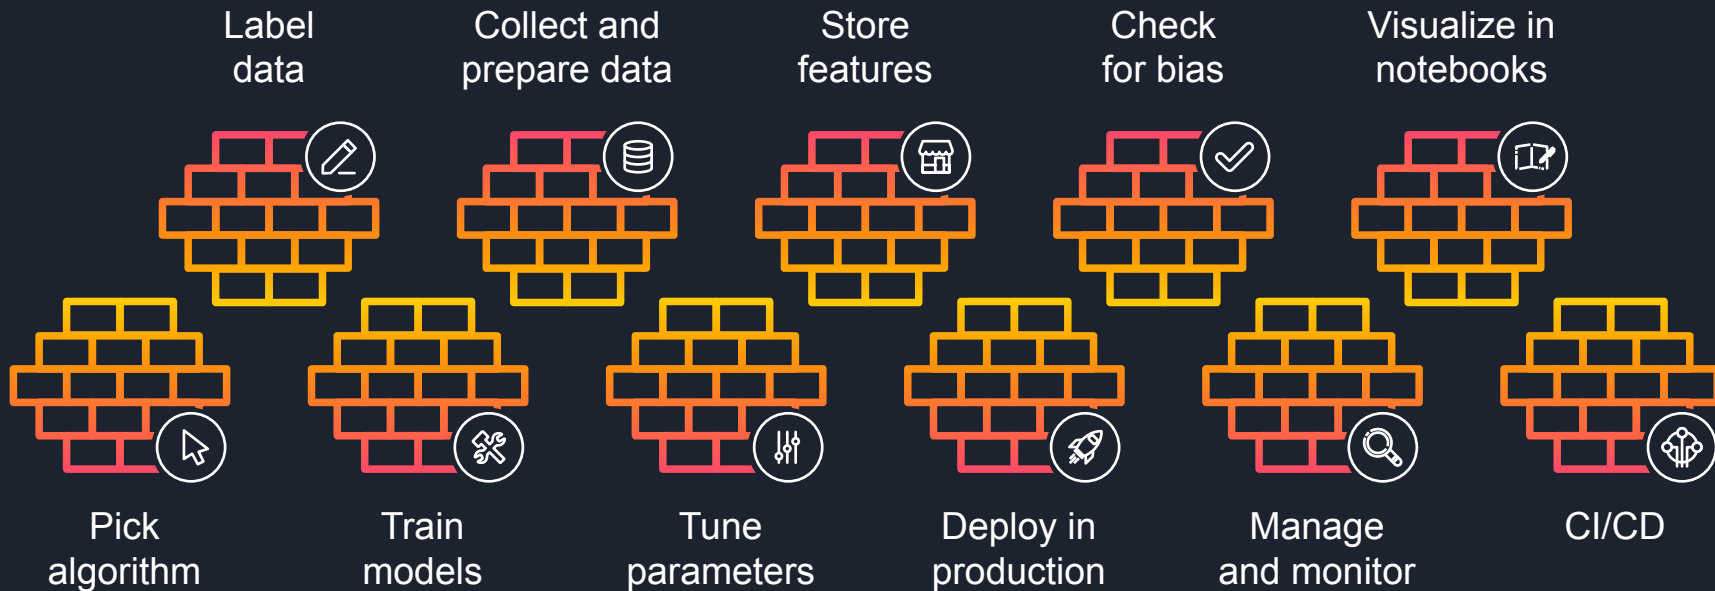 Label
data
Collect and
prepare data
Store
features
Check
for bias
Visualize in
notebooks
Pick
algorithm
Train
models
Tune
parameters
Deploy in
production
Manage
and monitor
CI/CD